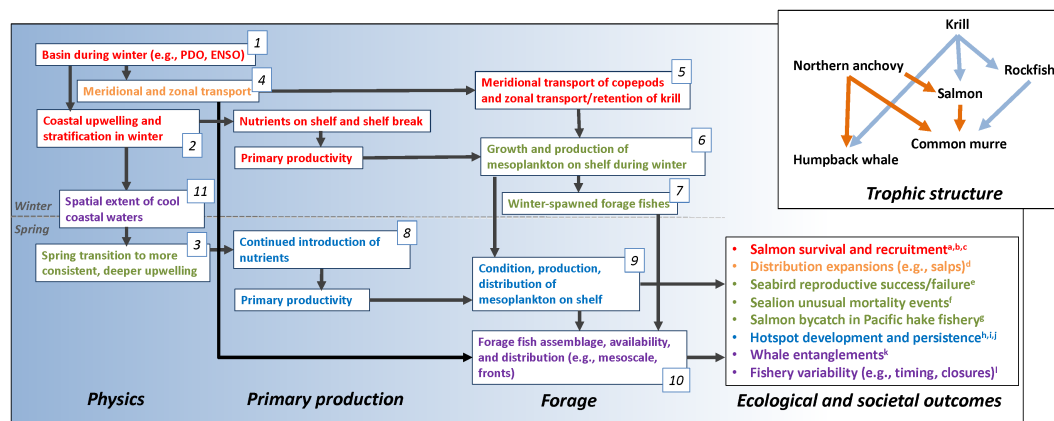 1
Basin during winter (e.g., PDO, ENSO)
4
Meridional and zonal transport
5
Meridional transport of copepods
and zonal transport/retention of krill
Coastal upwelling and
stratification in winter
2
Nutrients on shelf and shelf break
Primary productivity
6
Growth and production of
mesoplankton on shelf during winter
7
Winter-spawned forage fishes
11
Spatial extent of cool
coastal waters
Winter
Spring
3
Spring transition to more
consistent, deeper upwelling
8
Continued introduction of
nutrients
Primary productivity
9
Condition, production,
distribution of
mesoplankton on shelf
Forage fish assemblage, availability,
and distribution (e.g., mesoscale,
fronts)
10
• Salmon survival and recruitmentᵃ,ᵇ,ᶜ
• Distribution expansions (e.g., salps)ᵈ
• Seabird reproductive success/failureᵉ
• Sealion unusual mortality eventsᶠ
• Salmon bycatch in Pacific hake fisheryᵍ
• Hotspot development and persistenceʰ,ⁱ,ʲ
• Whale entanglementsᵏ
• Fishery variability (e.g., timing, closures)ˡ
Physics
Primary production
Forage
Ecological and societal outcomes
Krill
Northern anchovy
Rockfish
Salmon
Humpback whale
Common murre
Trophic structure